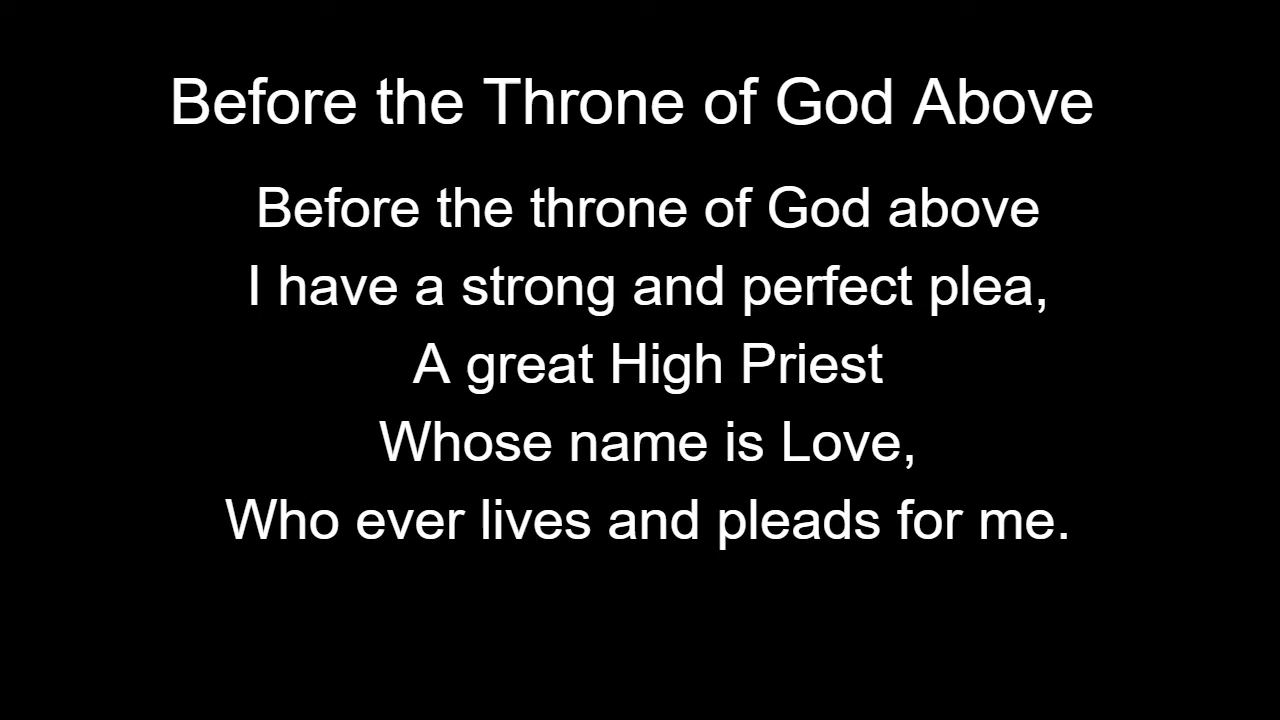 Before the Throne of God Above
Before the throne of God above
I have a strong and perfect plea,
A great High Priest
Whose name is Love,
Who ever lives and pleads for me.